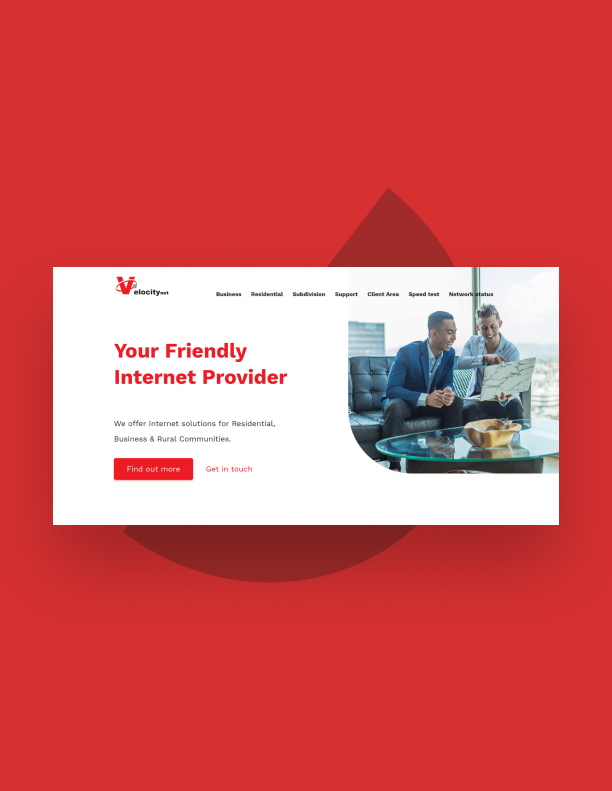 Velocitynet
Business Residential Subdivision Support Client Area Speed test Network status
Your Friendly
Internet Provider
We offer Internet solutions for Residential,
Business & Rural Communities.
Find out more Get in touch